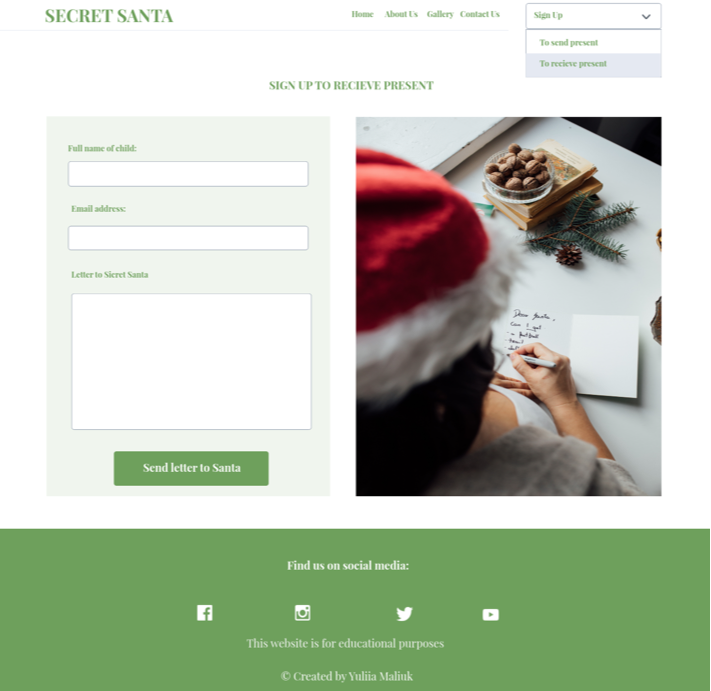 SECRET SANTA
Home About Us Gallery Contact Us
Sign Up
To send present
To recieve present
SIGN UP TO RECIEVE PRESENT
Full name of child:
Email address:
Letter to Sicret Santa
Send letter to Santa
Dear Santa,
Can I get
Find us on social media:
This website is for educational purposes
© Created by Yuliia Maliuk